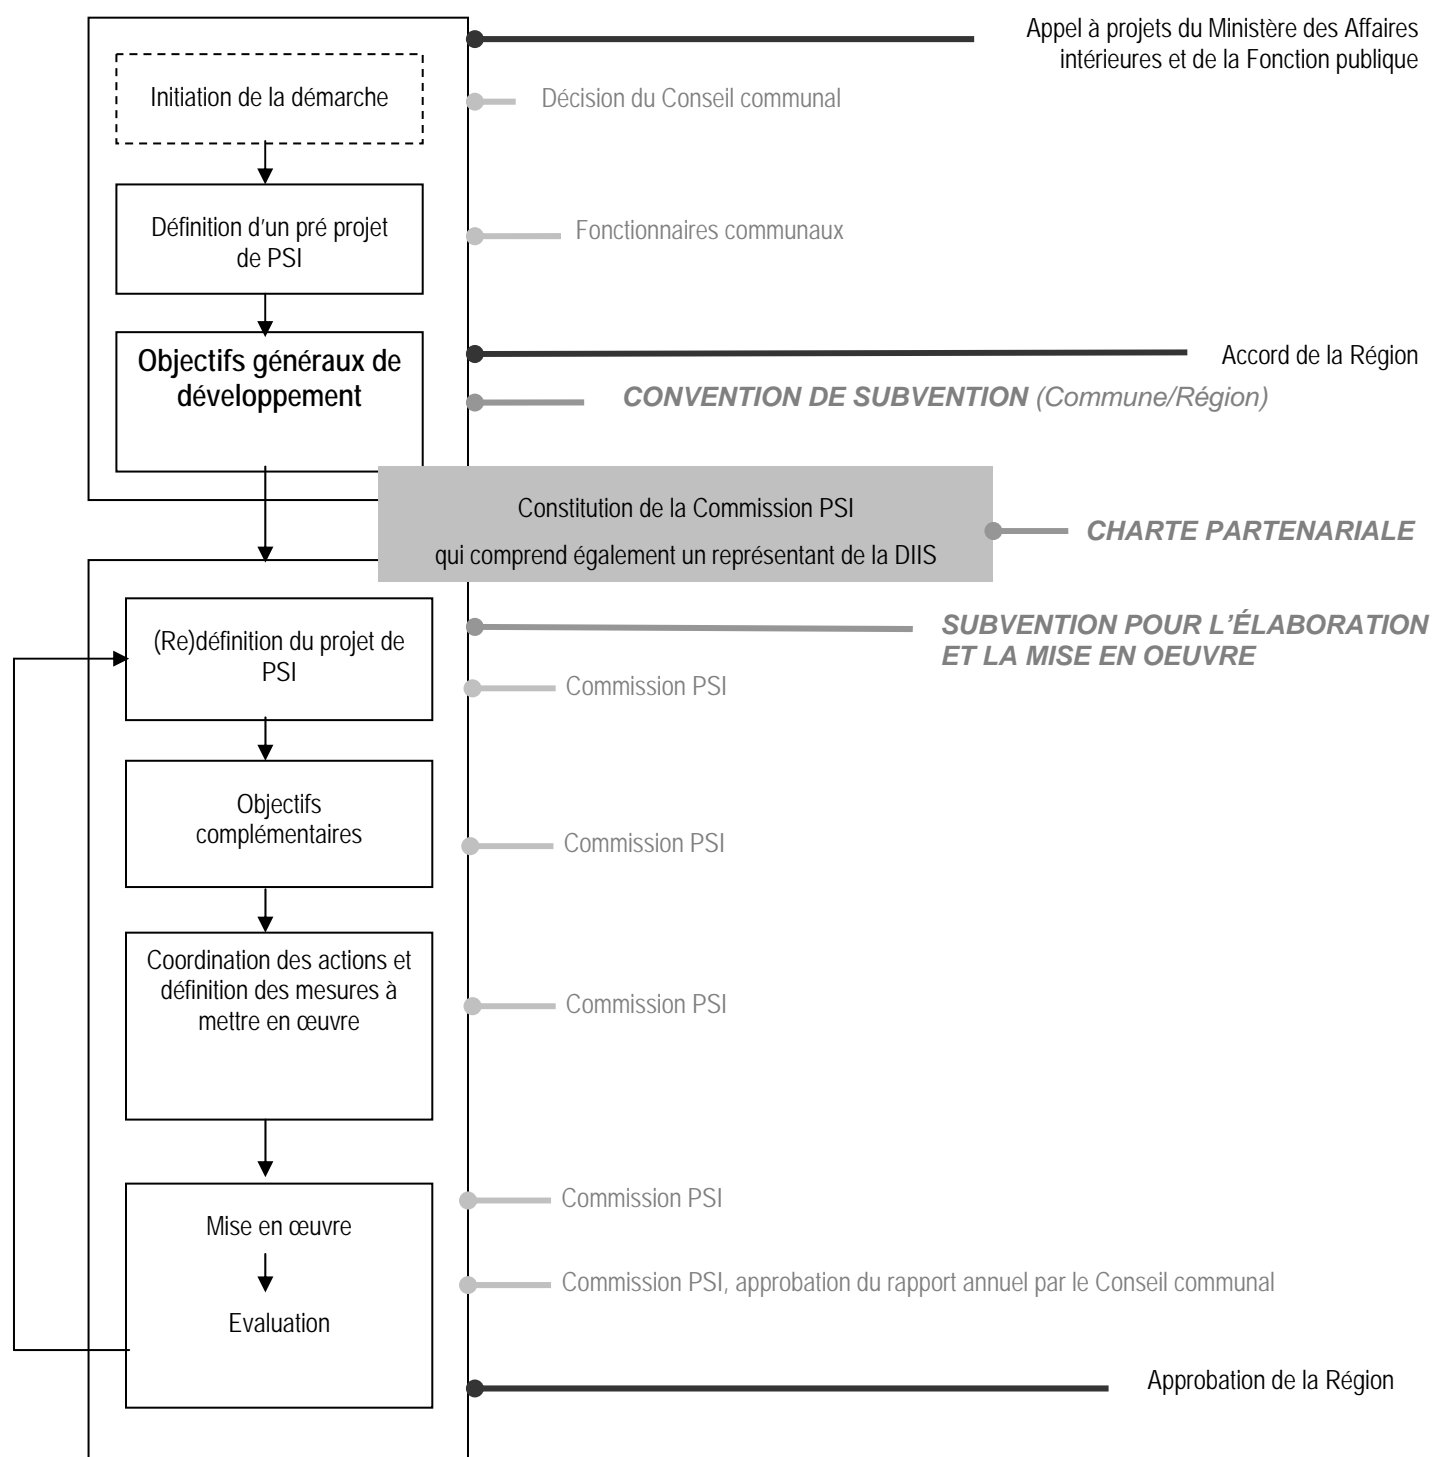 Appel à projets du Ministère des Affaires
intérieures et de la Fonction publique
Initiation de la démarche
Décision du Conseil communal
Définition d'un pré projet
de PSI
Fonctionnaires communaux
Objectifs généraux de
développement
Accord de la Région
CONVENTION DE SUBVENTION (Commune/Région)
Constitution de la Commission PSI
qui comprend également un représentant de la DIIS
CHARTE PARTENARIALE
(Re)définition du projet de
PSI
SUBVENTION POUR L'ÉLABORATION
ET LA MISE EN OEUVRE
Commission PSI
Objectifs
complémentaires
Commission PSI
Coordination des actions et
définition des mesures à
mettre en œuvre
Commission PSI
Commission PSI
Mise en œuvre
Commission PSI, approbation du rapport annuel par le Conseil communal
Evaluation
Approbation de la Région